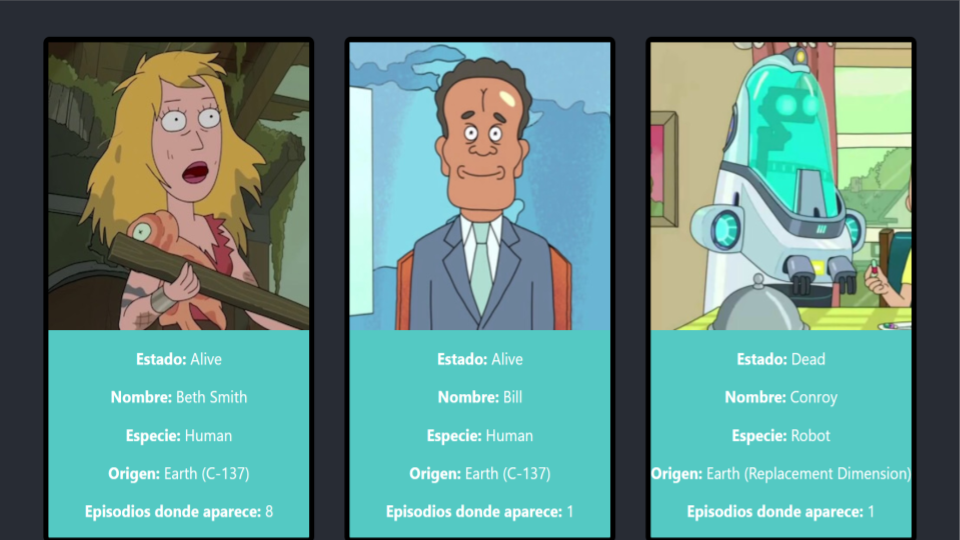 Estado: Alive
Nombre: Beth Smith
Especie: Human
Origen: Earth (C-137)
Episodios donde aparece: 8
Estado: Alive
Nombre: Bill
Especie: Human
Origen: Earth (C-137)
Episodios donde aparece: 1
Estado: Dead
Nombre: Conroy
Especie: Robot
Origen: Earth (Replacement Dimension)
Episodios donde aparece: 1